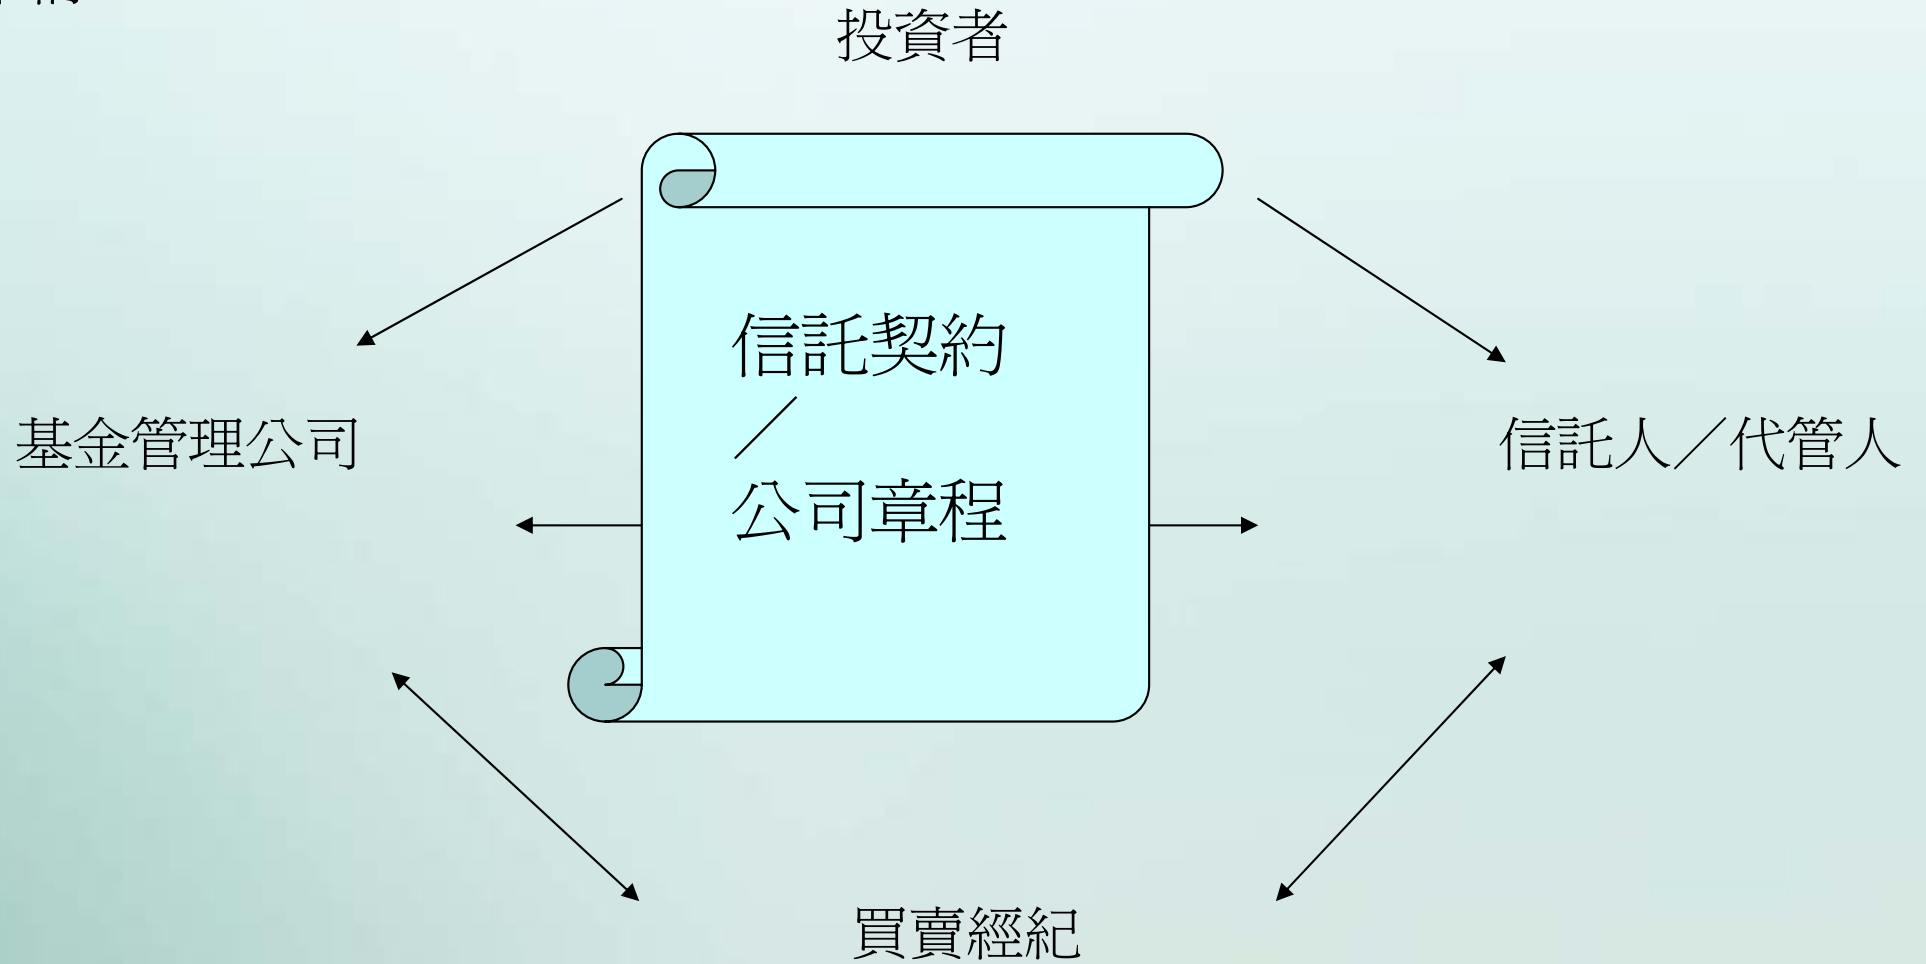 投資者
信託契約
／
公司章程
基金管理公司
信託人／代管人
買賣經紀